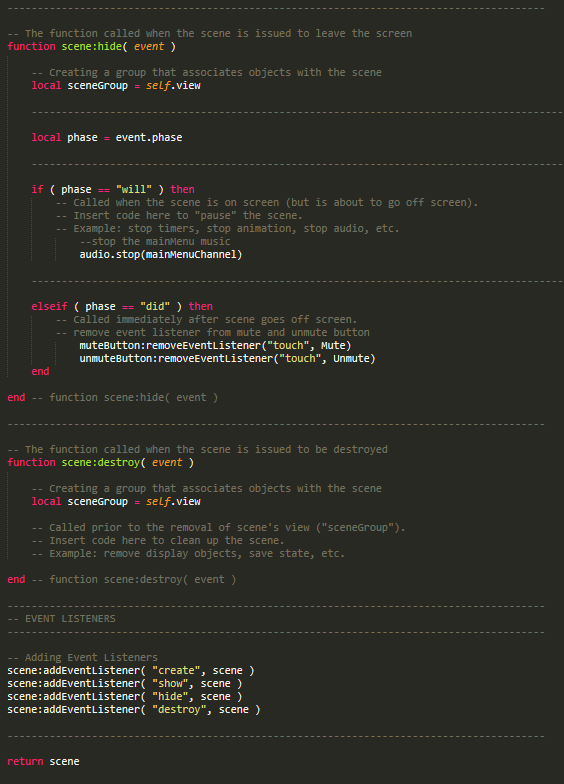 -----------------------------------------------------------------------------------------
-- The function called when the scene is issued to leave the screen
function scene:hide( event )
    -- Creating a group that associates objects with the scene
    local sceneGroup = self.view
    -----------------------------------------------------------------------------------------
    local phase = event.phase
    -----------------------------------------------------------------------------------------
    if ( phase == "will" ) then
        -- Called when the scene is on screen (but is about to go off screen).
        -- Insert code here to "pause" the scene.
        -- Example: stop timers, stop animation, stop audio, etc.
            --stop the mainMenu music
            audio.stop(mainMenuChannel)
    -----------------------------------------------------------------------------------------
    elseif ( phase == "did" ) then
        -- Called immediately after scene goes off screen.
        -- remove event listener from mute and unmute button
            muteButton:removeEventListener("touch", Mute)
            unmuteButton:removeEventListener("touch", Unmute)
    end
end -- function scene:hide( event )
-----------------------------------------------------------------------------------------
-- The function called when the scene is issued to be destroyed
function scene:destroy( event )
    -- Creating a group that associates objects with the scene
    local sceneGroup = self.view
    -- Called prior to the removal of scene's view ("sceneGroup").
    -- Insert code here to clean up the scene.
    -- Example: remove display objects, save state, etc.
end -- function scene:destroy( event )
-----------------------------------------------------------------------------------------
-- EVENT LISTENERS
-----------------------------------------------------------------------------------------
-- Adding Event Listeners
scene:addEventListener( "create", scene )
scene:addEventListener( "show", scene )
scene:addEventListener( "hide", scene )
scene:addEventListener( "destroy", scene )
-----------------------------------------------------------------------------------------
return scene